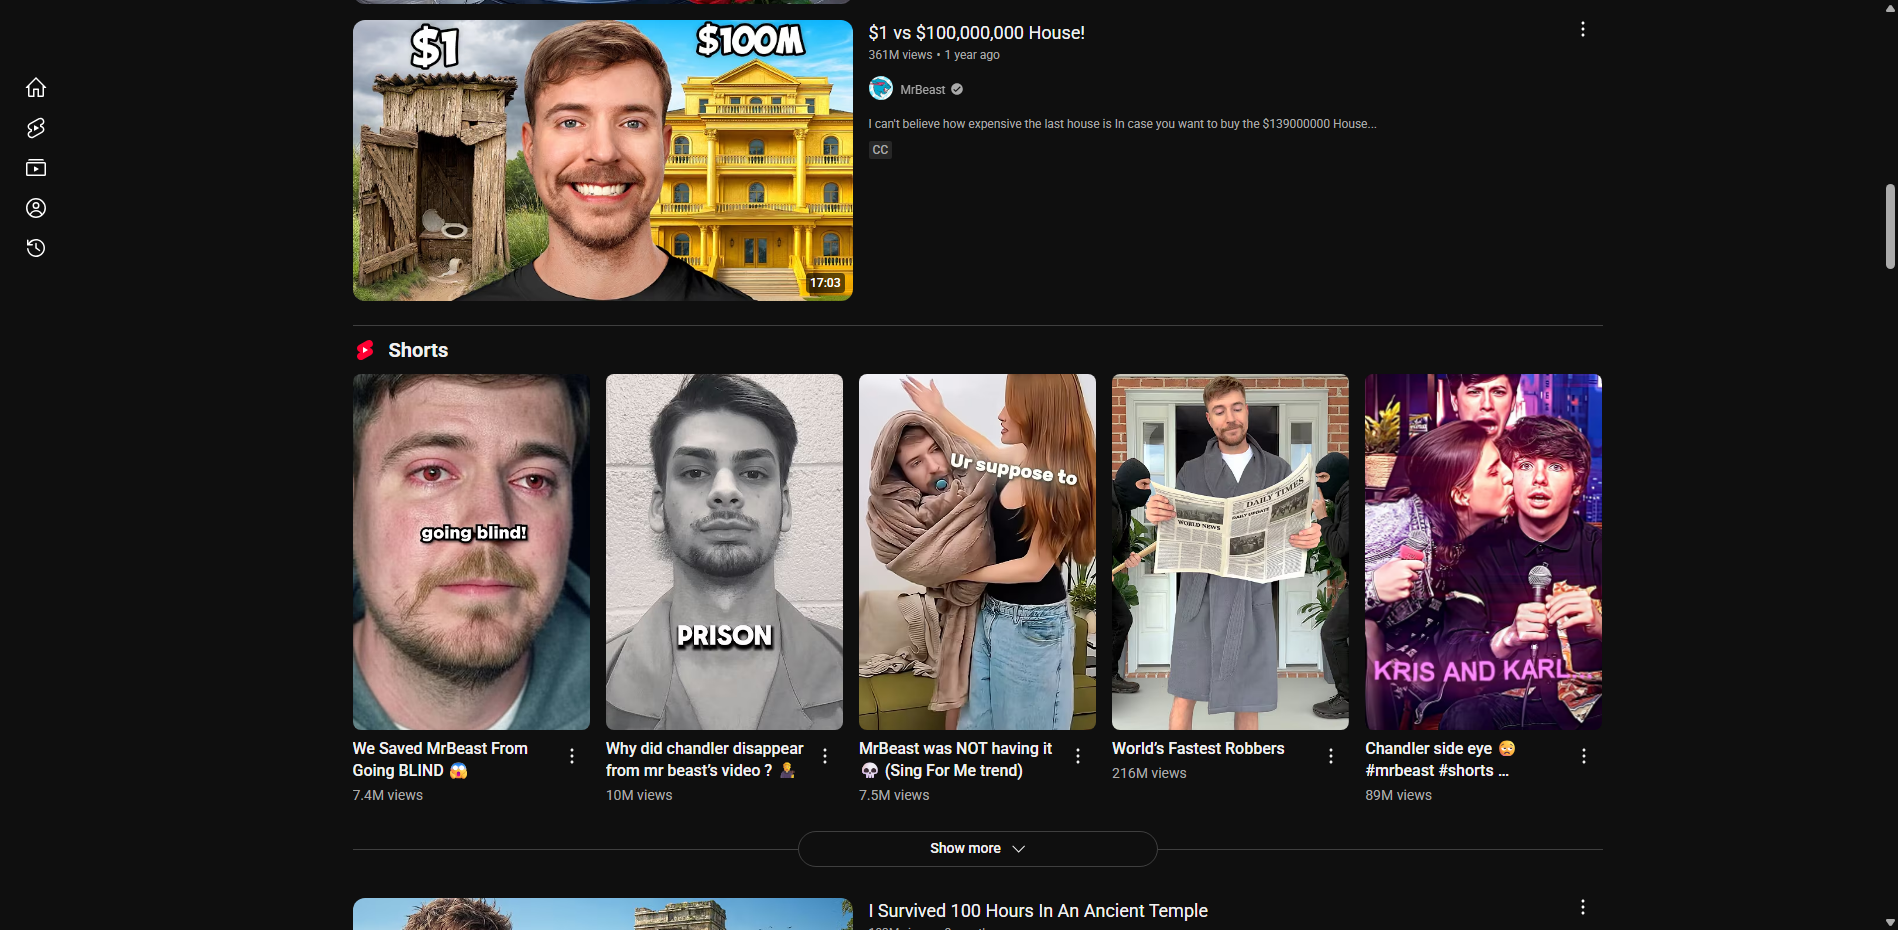 $1
$100M
17:03
$1 vs $100,000,000 House!
361M views • 1 year ago
MrBeast
I can't believe how expensive the last house is In case you want to buy the $139000000 House...
CC
Shorts
going blind!
PRISON
Ur suppose to
DAILY TIMES
WORLD NEWS
DAILY UPDATE
KRIS AND KARL...
We Saved MrBeast From
Going BLIND 😱
7.4M views
Why did chandler disappear
from mr beast’s video ? 🤷‍♂️
10M views
MrBeast was NOT having it
💀 (Sing For Me trend)
7.5M views
World’s Fastest Robbers
216M views
Chandler side eye 😳
#mrbeast #shorts ...
89M views
Show more
I Survived 100 Hours In An Ancient Temple